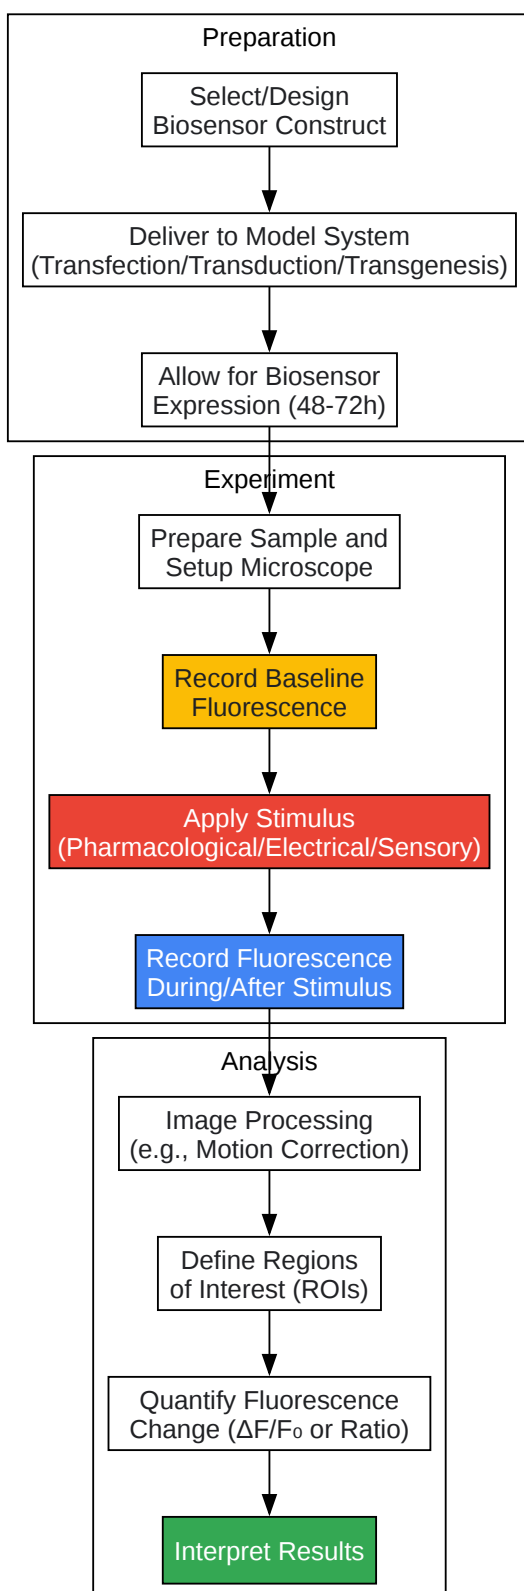 Preparation
Select/Design
Biosensor Construct
Deliver to Model System
(Transfection/Transduction/Transgenesis)
Allow for Biosensor
Expression (48-72h)
Experiment
Prepare Sample and
Setup Microscope
Record Baseline
Fluorescence
Apply Stimulus
(Pharmacological/Electrical/Sensory)
Record Fluorescence
During/After Stimulus
Analysis
Image Processing
(e.g., Motion Correction)
Define Regions
of Interest (ROIs)
Quantify Fluorescence
Change (ΔF/F₀ or Ratio)
Interpret Results